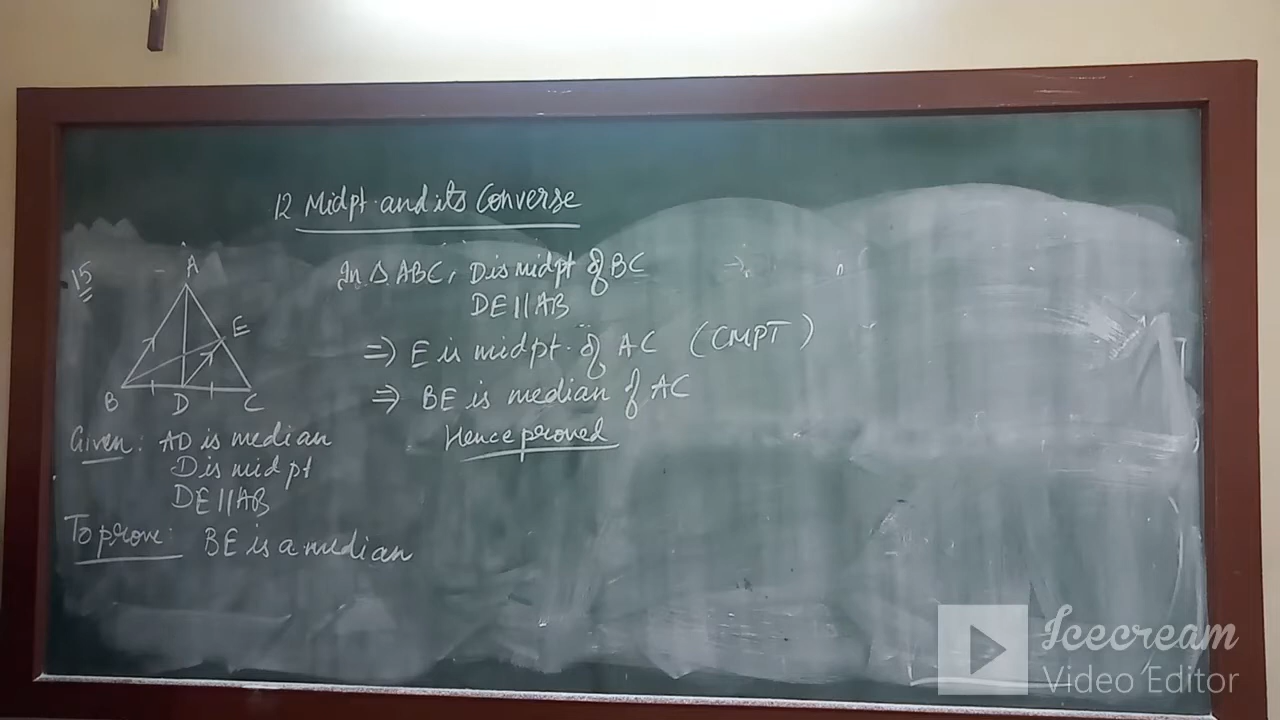 12 Midpt. and its Converse
15
A
E
B D C
Given: AD is median
D is midpt
DE||AB
To prove: BE is a median
In △ABC, D is midpt of BC
DE||AB
⇒ E is midpt. of AC (CMPT)
⇒ BE is median of AC
Hence proved
Icecream
Video Editor